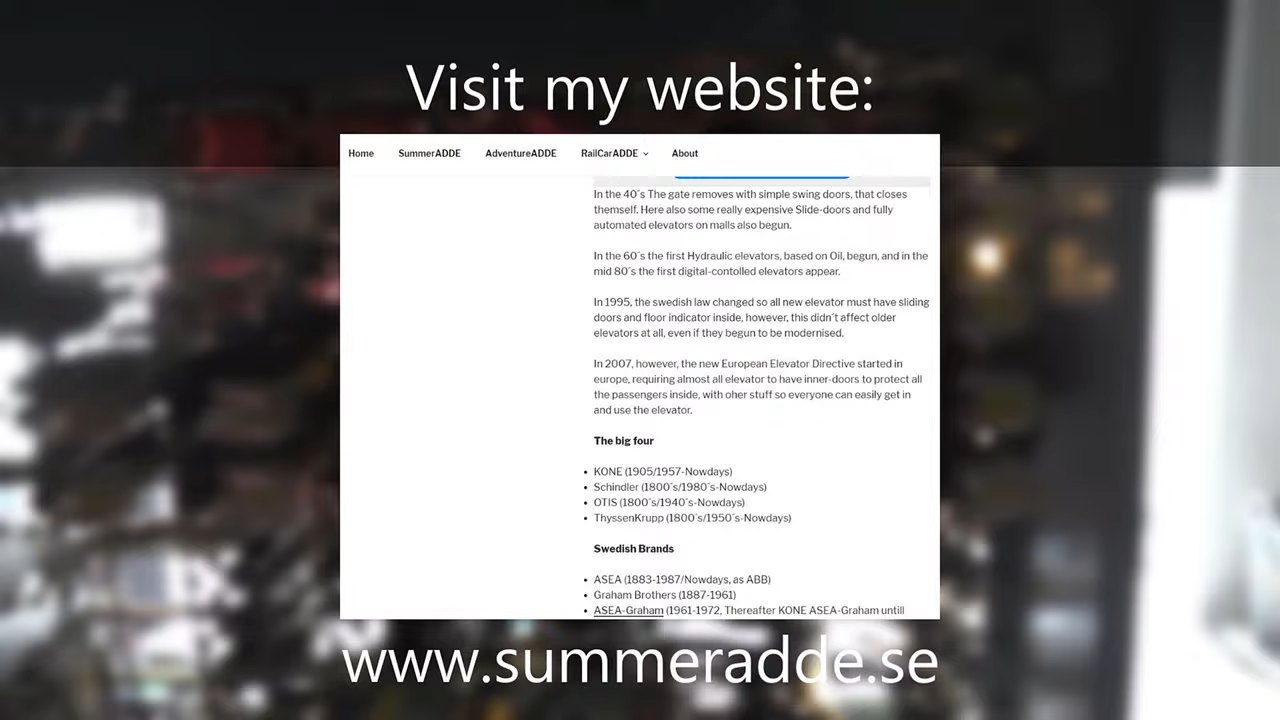 Visit my website:
Home SummerADDE AdventureADDE RailCarADDE About
In the 40´s The gate removes with simple swing doors, that closes
themself. Here also some really expensive Slide-doors and fully
automated elevators on malls also begun.
In the 60´s the first Hydraulic elevators, based on Oil, begun, and in the
mid 80´s the first digital-contolled elevators appear.
In 1995, the swedish law changed so all new elevator must have sliding
doors and floor indicator inside, however, this didn´t affect older
elevators at all, even if they begun to be modernised.
In 2007, however, the new European Elevator Directive started in
europe, requiring almost all elevator to have inner-doors to protect all
the passengers inside, with oher stuff so everyone can easily get in
and use the elevator.
The big four
• KONE (1905/1957-Nowdays)
• Schindler (1800´s/1980´s-Nowdays)
• OTIS (1800´s/1940´s-Nowdays)
• ThyssenKrupp (1800´s/1950´s-Nowdays)
Swedish Brands
• ASEA (1883-1987/Nowdays, as ABB)
• Graham Brothers (1887-1961)
• ASEA-Graham (1961-1972, Thereafter KONE ASEA-Graham untill
www.summeradde.se